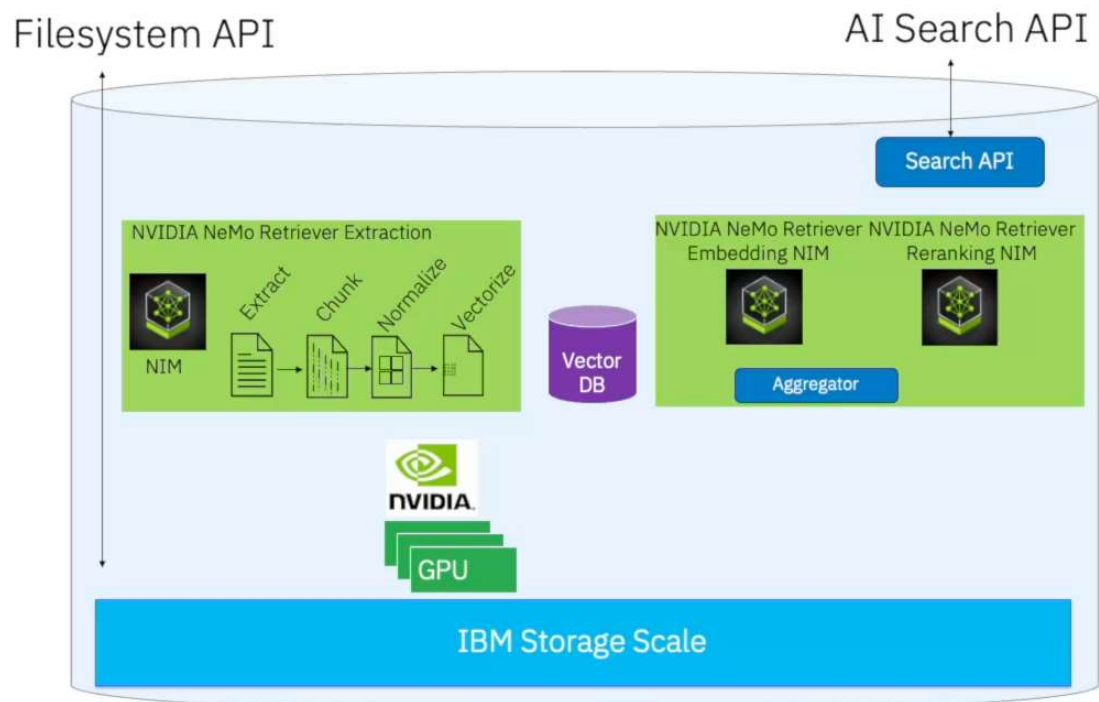 Filesystem API
AI Search API
Search API
NVIDIA NeMo Retriever Extraction
NIM
Extract
Chunk
Normalize
Vectorize
Vector
DB
NVIDIA NeMo Retriever
Embedding NIM
NVIDIA NeMo Retriever
Reranking NIM
Aggregator
NVIDIA.
GPU
IBM Storage Scale